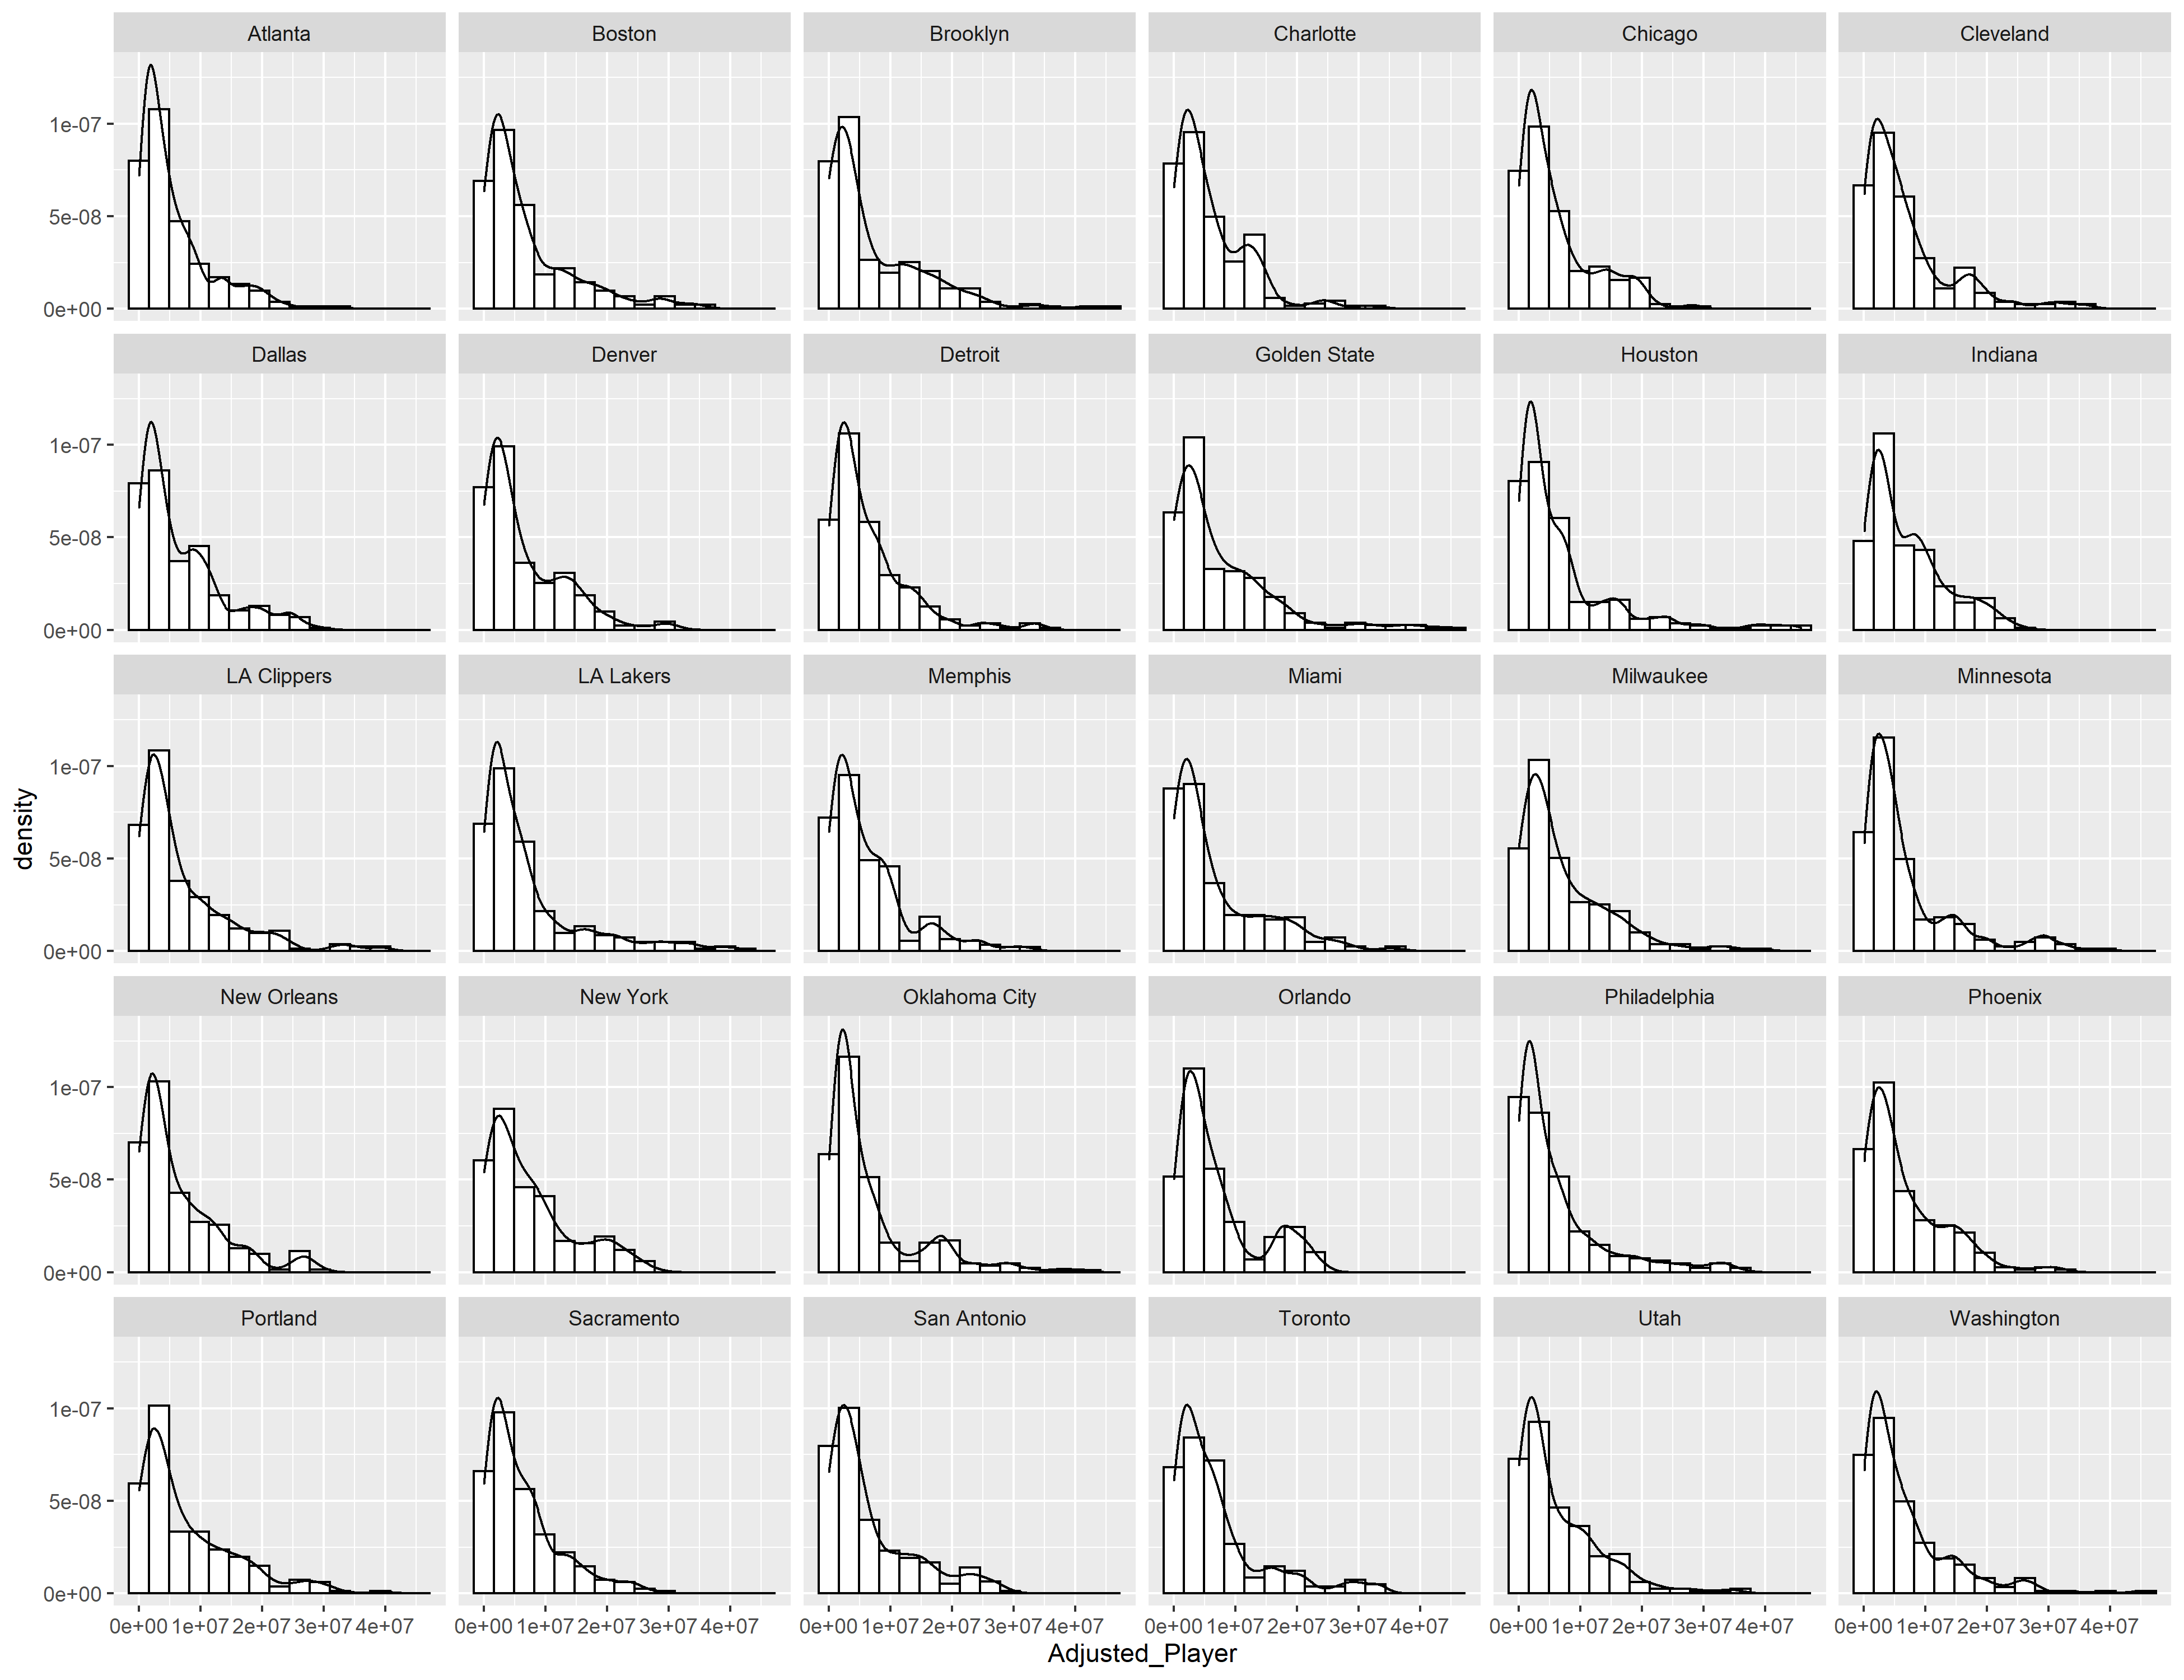 Atlanta Boston Brooklyn Charlotte Chicago Cleveland
1e-07
5e-08
0e+00
Dallas Denver Detroit Golden State Houston Indiana
1e-07
5e-08
0e+00
LA Clippers LA Lakers Memphis Miami Milwaukee Minnesota
1e-07
5e-08
0e+00
density
New Orleans New York Oklahoma City Orlando Philadelphia Phoenix
1e-07
5e-08
0e+00
Portland Sacramento San Antonio Toronto Utah Washington
1e-07
5e-08
0e+00
0e+00 1e+07 2e+07 3e+07 4e+07 0e+00 1e+07 2e+07 3e+07 4e+07 0e+00 1e+07 2e+07 3e+07 4e+07 0e+00 1e+07 2e+07 3e+07 4e+07 0e+00 1e+07 2e+07 3e+07 4e+07 0e+00 1e+07 2e+07 3e+07 4e+07
Adjusted_Player